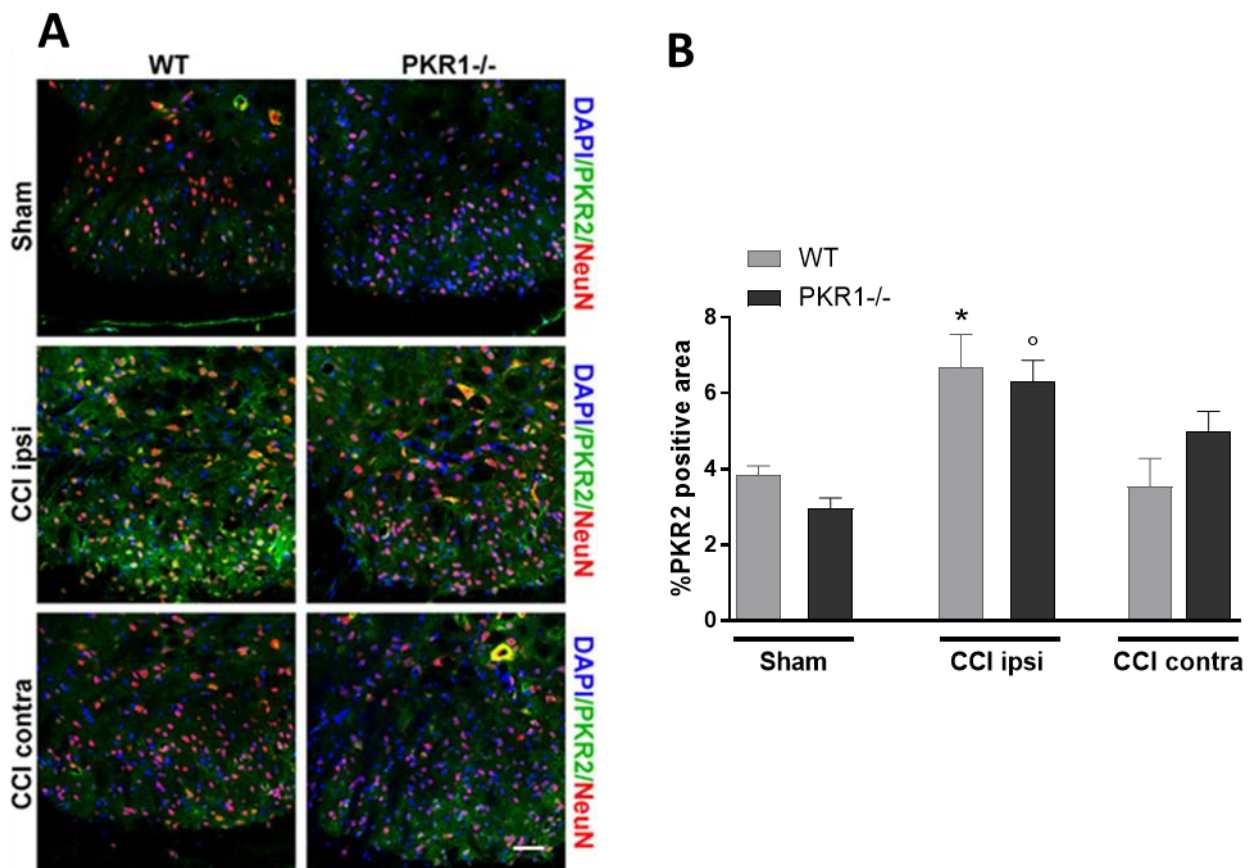 A
WT PKR1-/-
Sham
DAPI/PKR2/NeuN
CCI ipsi
DAPI/PKR2/NeuN
CCI contra
DAPI/PKR2/NeuN
B
WT
PKR1-/-
%PKR2 positive area
8
6
4
2
0
*
°
Sham CCI ipsi CCI contra